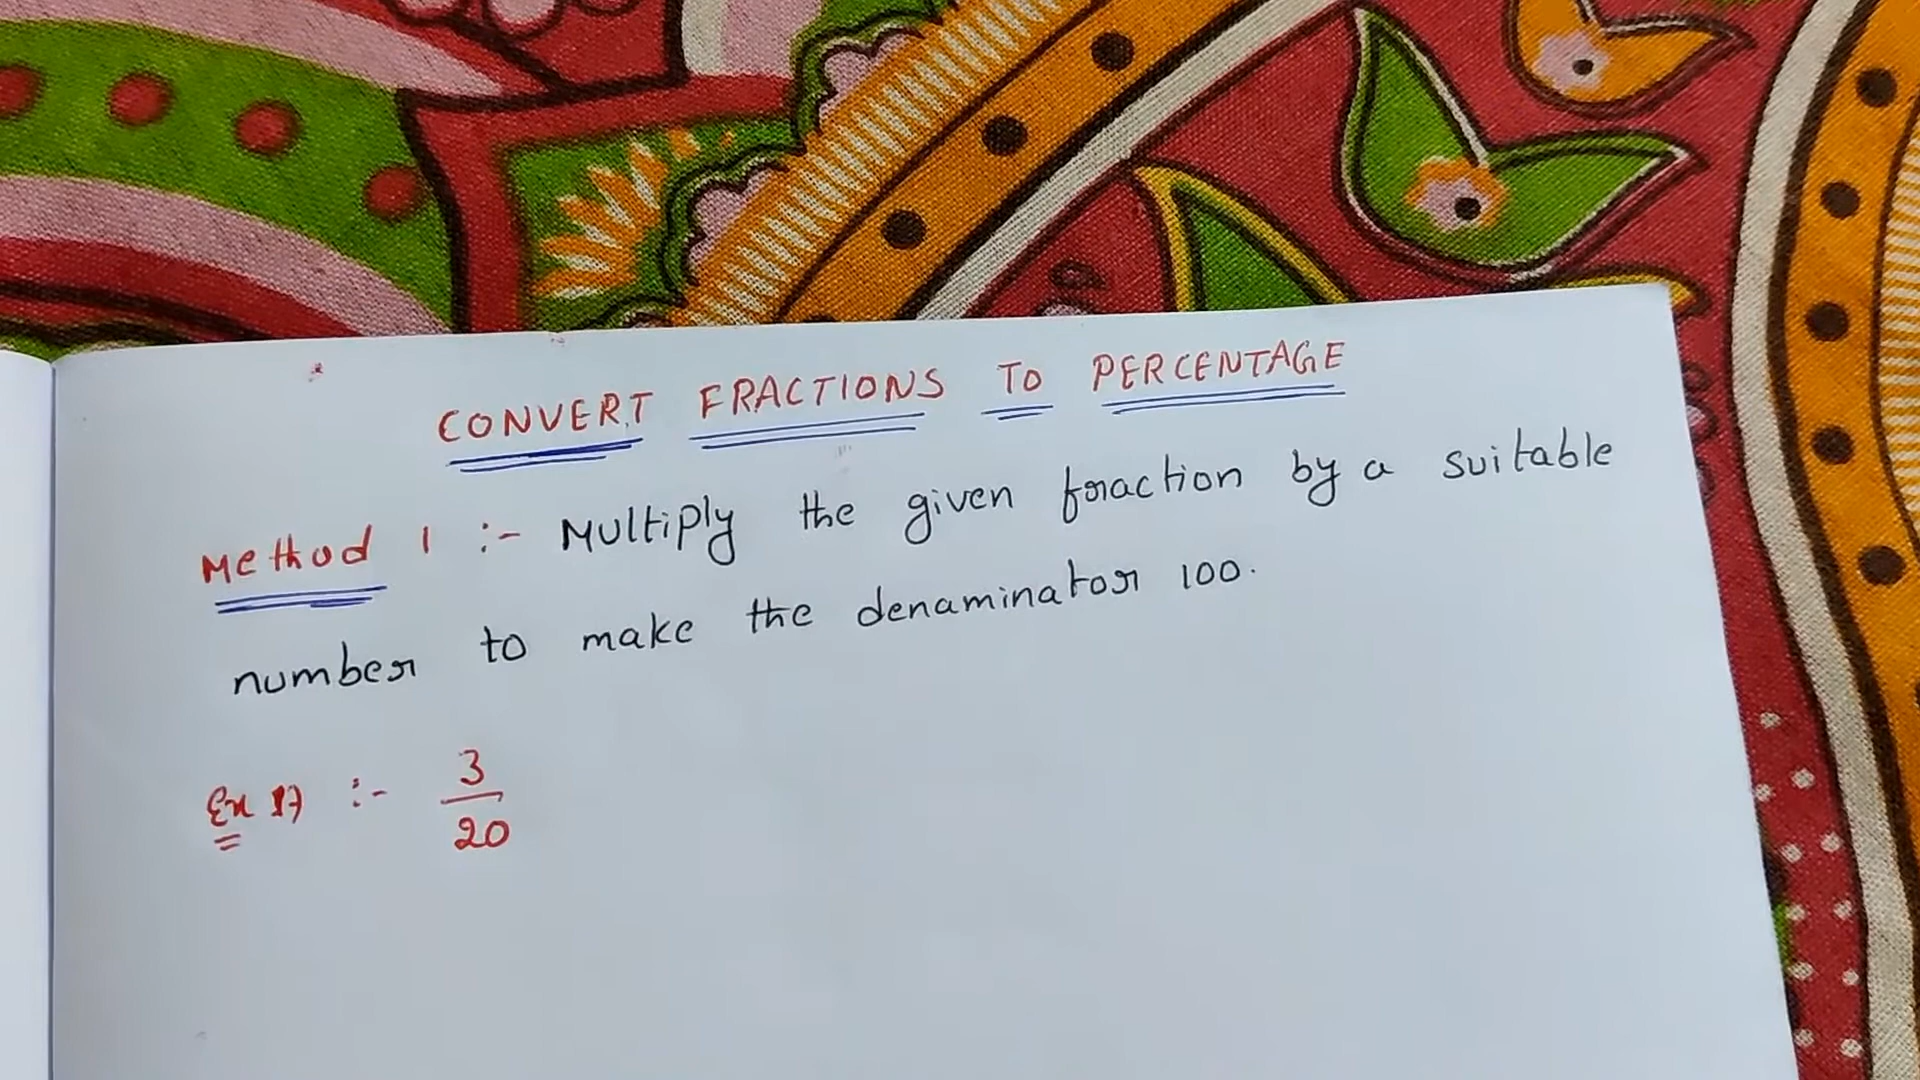 CONVERT FRACTIONS TO PERCENTAGE
Method 1 :- Multiply the given fraction by a suitable
number to make the denaminator 100.
Ex 1) :- 3/20